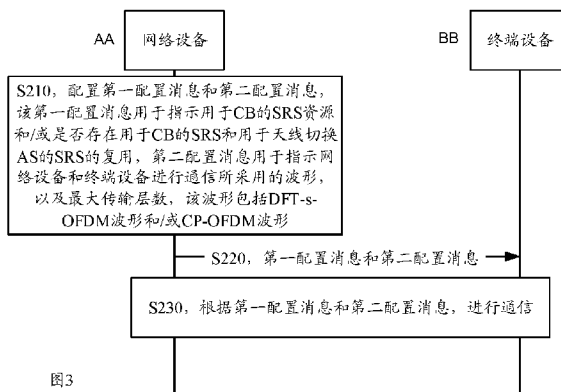 AA 网络设备 BB 终端设备
S210，配置第一配置消息和第二配置消息，
该第一配置消息用于指示用于CB的SRS资源
和/或是否存在用于CB的SRS和用于天线切换
AS的SRS的复用，第二配置消息用于指示网
络设备和终端设备进行通信所采用的波形，
以及最大传输层数，该波形包括DFT-s-
OFDM波形和/或CP-OFDM波形
S220，第一配置消息和第二配置消息
S230，根据第一配置消息和第二配置消息，进行通信
图3